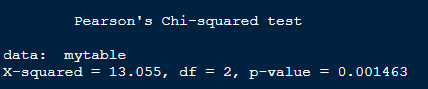 Pearson's Chi-squared test
data:  mytable
X-squared = 13.055, df = 2, p-value = 0.001463